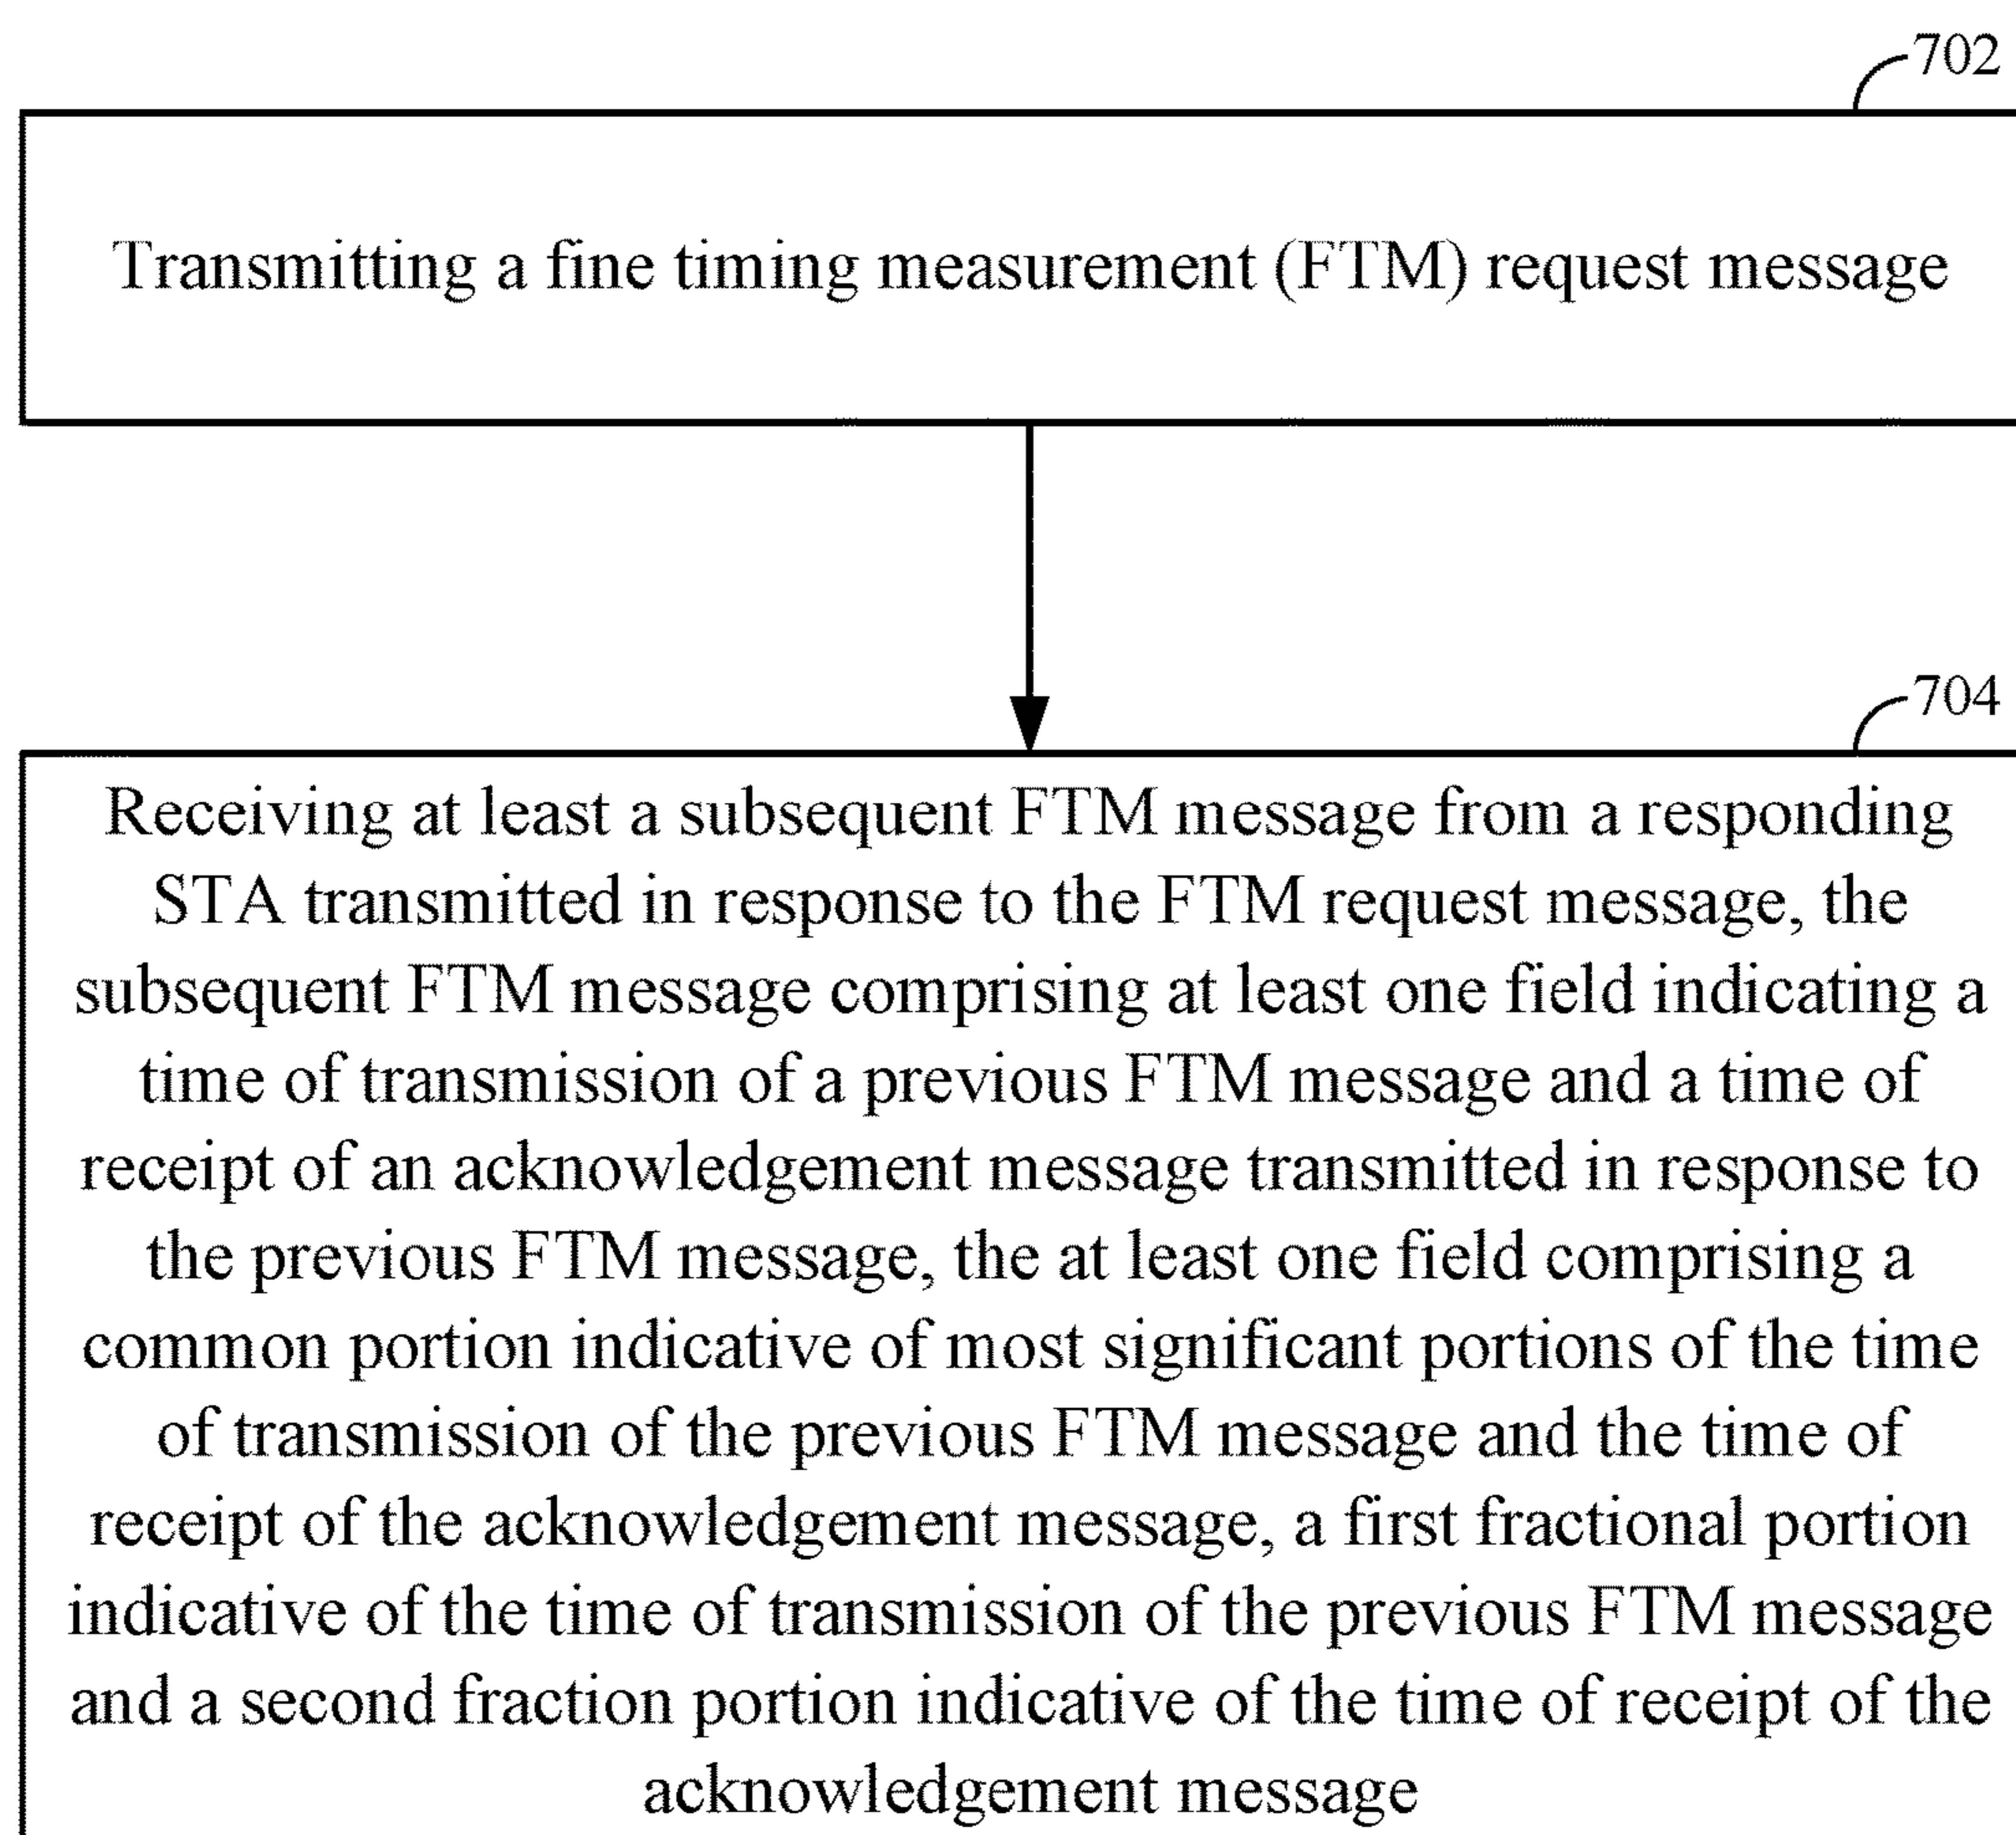 702
Transmitting a fine timing measurement (FTM) request message
704
Receiving at least a subsequent FTM message from a responding
STA transmitted in response to the FTM request message, the
subsequent FTM message comprising at least one field indicating a
time of transmission of a previous FTM message and a time of
receipt of an acknowledgement message transmitted in response to
the previous FTM message, the at least one field comprising a
common portion indicative of most significant portions of the time
of transmission of the previous FTM message and the time of
receipt of the acknowledgement message, a first fractional portion
indicative of the time of transmission of the previous FTM message
and a second fraction portion indicative of the time of receipt of the
acknowledgement message